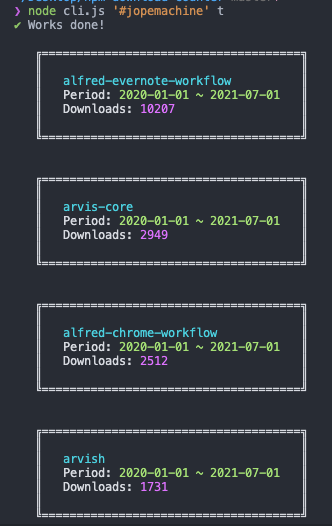 ❯ node cli.js '#jopemachine' t
✔ Works done!
alfred-evernote-workflow
Period: 2020-01-01 ~ 2021-07-01
Downloads: 10207
arvis-core
Period: 2020-01-01 ~ 2021-07-01
Downloads: 2949
alfred-chrome-workflow
Period: 2020-01-01 ~ 2021-07-01
Downloads: 2512
arvish
Period: 2020-01-01 ~ 2021-07-01
Downloads: 1731